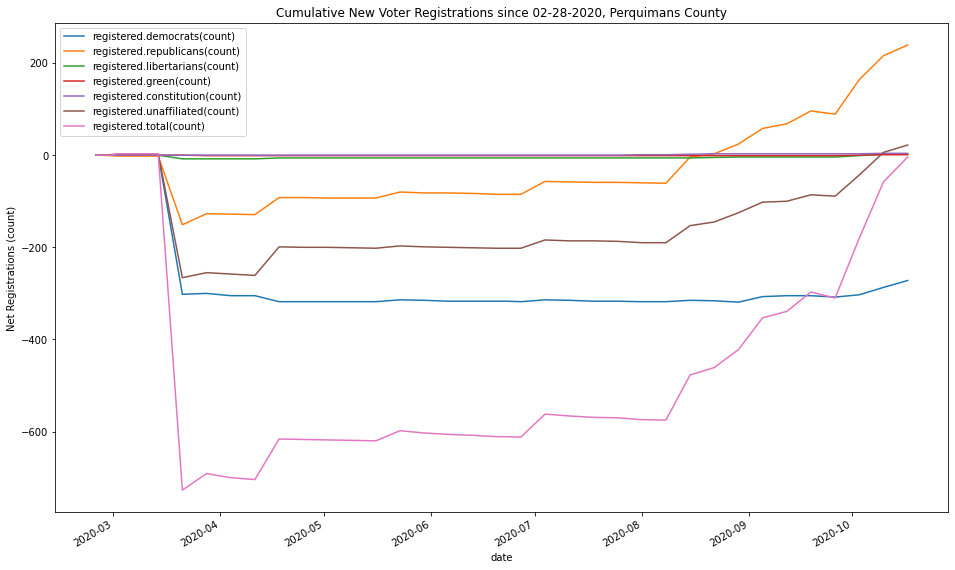 Cumulative New Voter Registrations since 02-28-2020, Perquimans County
registered.democrats(count)
registered.republicans(count)
registered.libertarians(count)
registered.green(count)
registered.constitution(count)
registered.unaffiliated(count)
registered.total(count)
Net Registrations (count)
200
0
−200
−400
−600
2020-03
2020-04
2020-05
2020-06
2020-07
2020-08
2020-09
2020-10
date